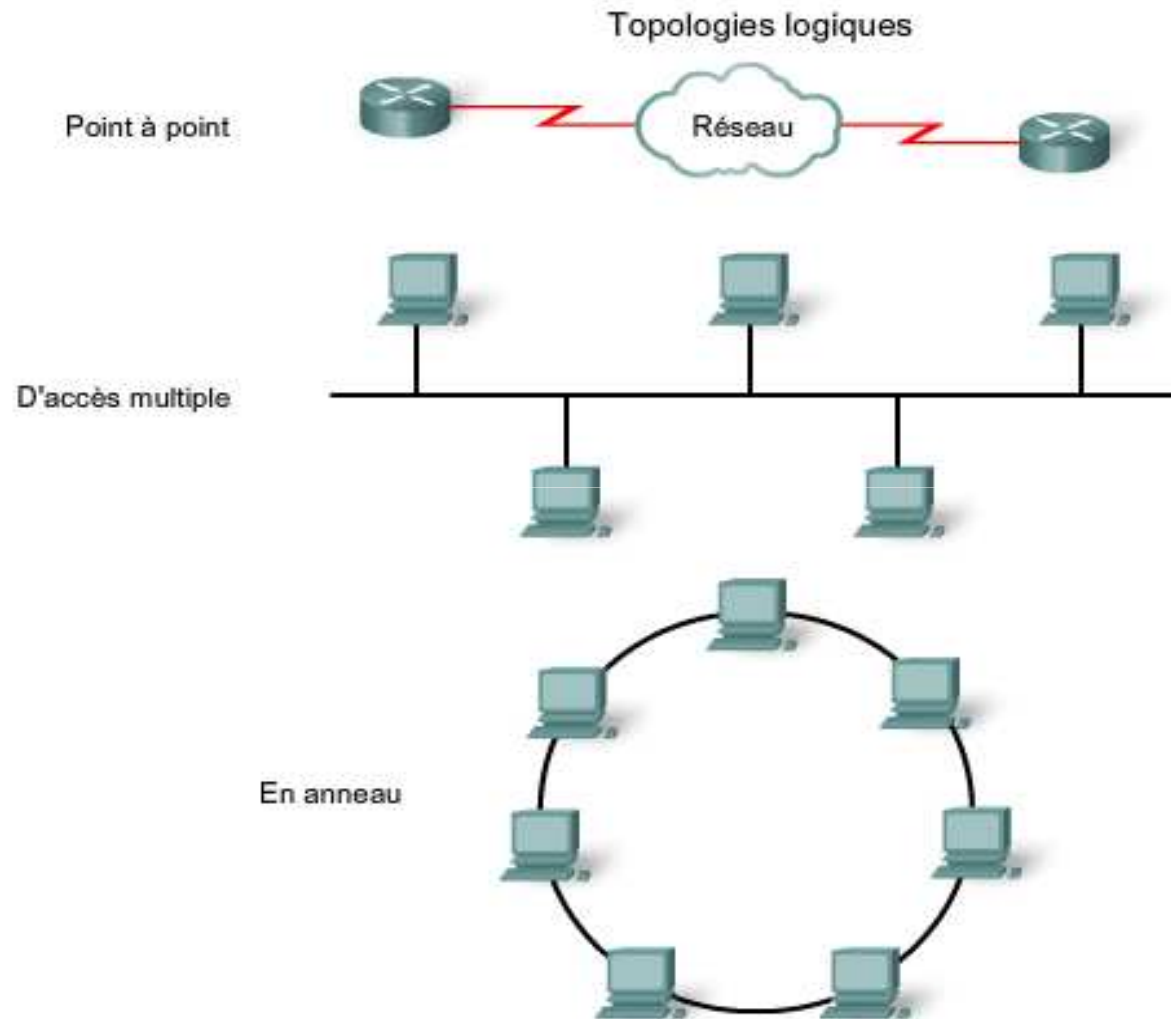 Topologies logiques
Point à point
Réseau
D'accès multiple
En anneau